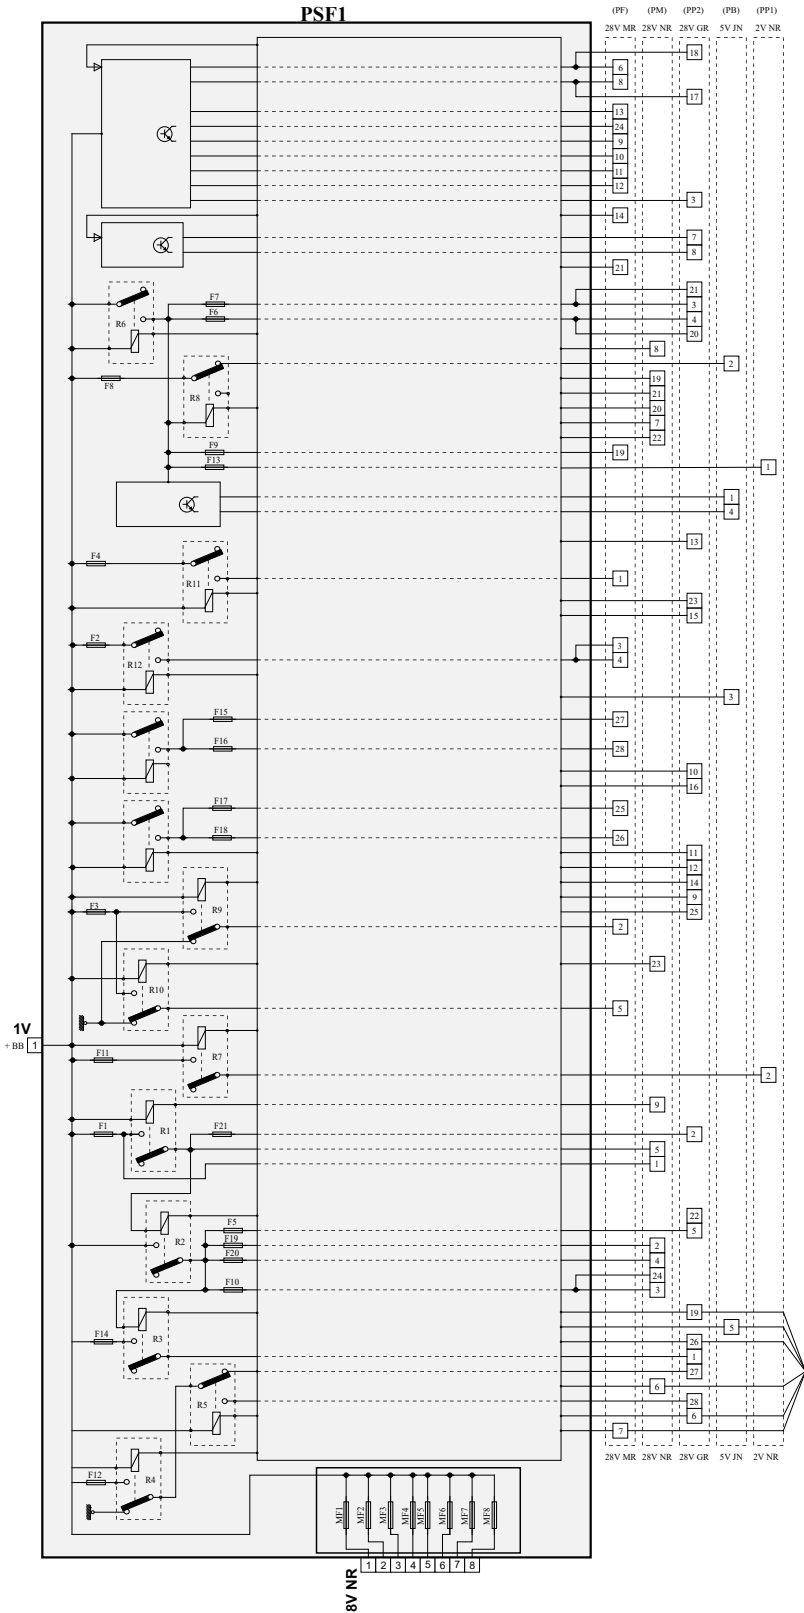 PSF1
(PF) (PM) (PP2) (PB) (PP1)
28V MR 28V NR 28V GR 5V JN 2V NR
18
6
8
17
13
24
9
10
11
12
3
14
7
8
21
21
F7
3
R6 F6
4
20
8
2
F8
19
R8
21
20
7
22
F9
19
F13
1
1
4
13
F4
R11
1
23
15
F2
3
R12
4
3
F15
27
F16
28
10
16
F17
25
F18
26
11
12
14
9
F3 R9
25
2
23
R10
5
1V
+ BB 1
R7
F11
2
9
F1 R1 F21
2
5
1
22
F5
5
R2 F19
2
F20
4
24
F10
3
19
5
F14 R3
26
1
27
6
R5
28
6
7
28V MR 28V NR 28V GR 5V JN 2V NR
F12 R4
MF1 MF2 MF3 MF4 MF5 MF6 MF7 MF8
8V NR 1 2 3 4 5 6 7 8